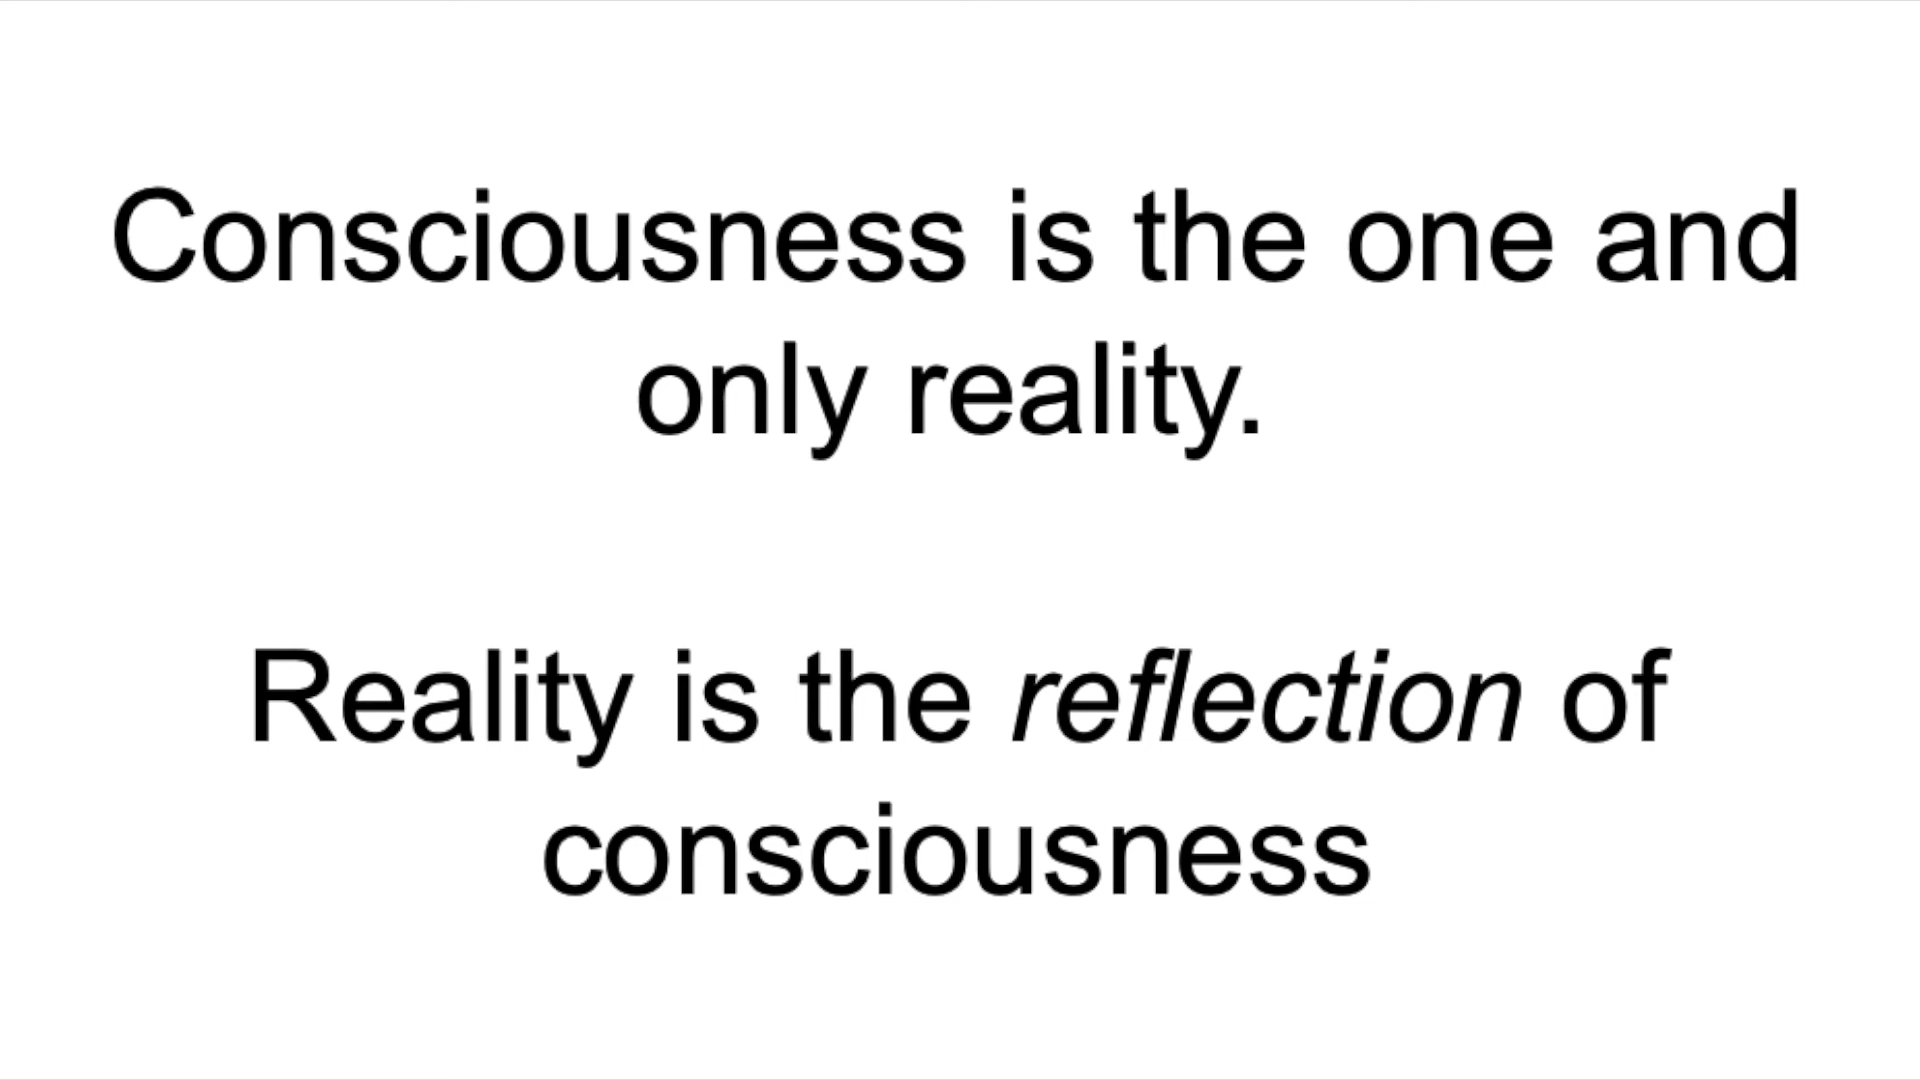 Consciousness is the one and
only reality.
Reality is the reflection of
consciousness